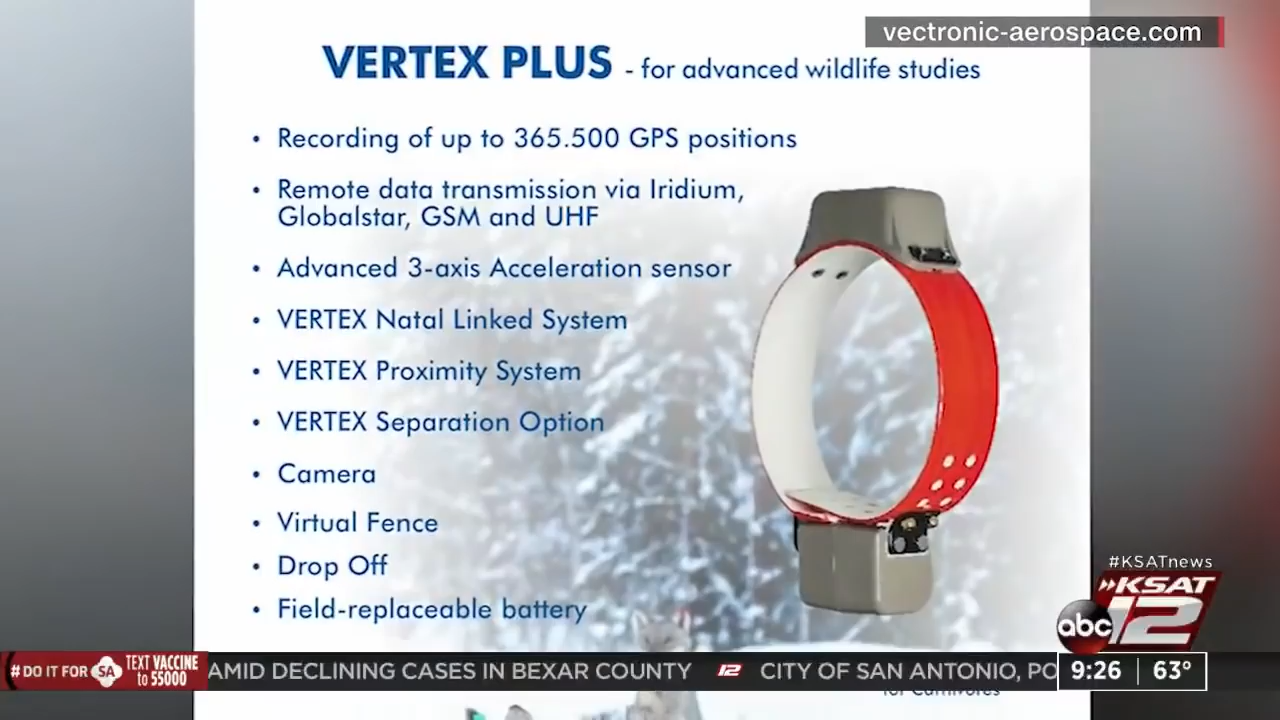 vectronic-aerospace.com
VERTEX PLUS - for advanced wildlife studies
• Recording of up to 365.500 GPS positions
• Remote data transmission via Iridium,
Globalstar, GSM and UHF
• Advanced 3-axis Acceleration sensor
• VERTEX Natal Linked System
• VERTEX Proximity System
• VERTEX Separation Option
• Camera
• Virtual Fence
• Drop Off
• Field-replaceable battery
#KSATnews
KSAT
abc 12
# DO IT FOR SA TEXT VACCINE
to 55000
AMID DECLINING CASES IN BEXAR COUNTY 12 CITY OF SAN ANTONIO, PO
9:26 63°
for Carnivores